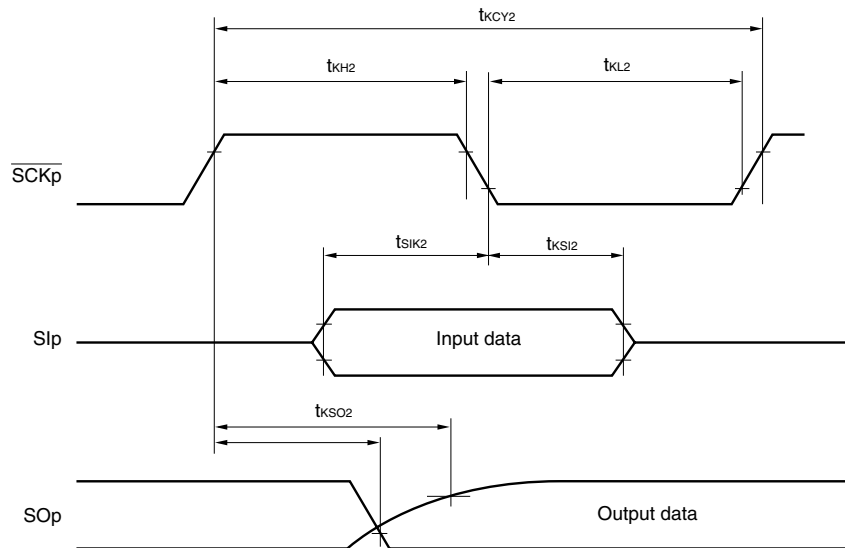 tKCY2
tKH2
tKL2
SCKp
tSIK2
tKSI2
SIp
Input data
tKSO2
SOp
Output data